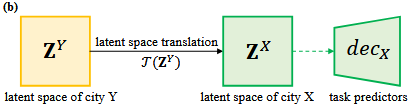 (b)
Z^Y
latent space translation
𝒯(Z^Y)
Z^X
dec_X
latent space of city Y
latent space of city X
task predictors